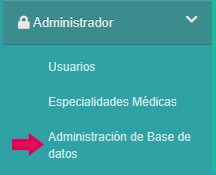 Administrador
Usuarios
Especialidades Médicas
Administración de Base de
datos